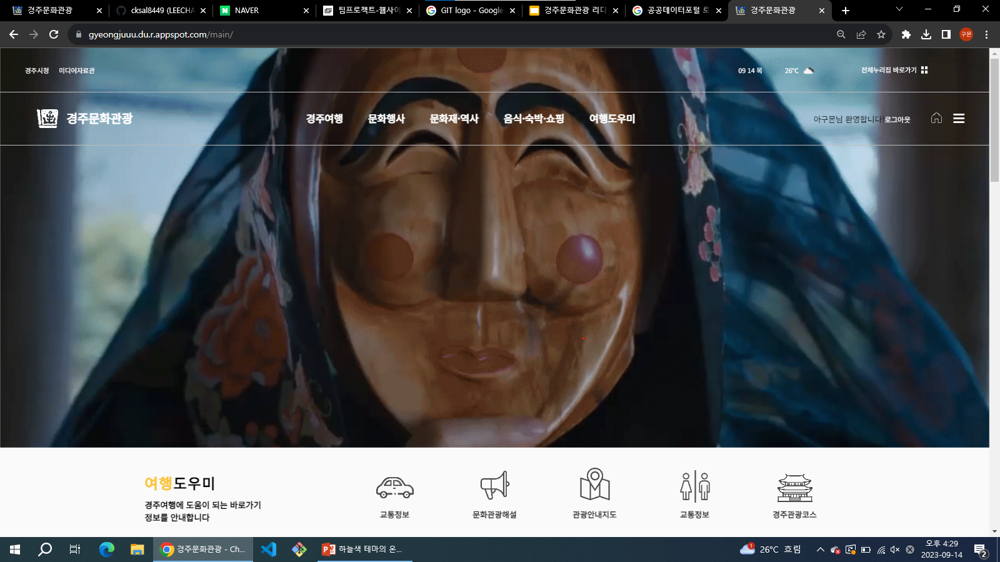 경주문화관광
cksal8449 (LEECHA
NAVER
팀프로젝트-웹사이
GIT logo - Google
경주문화관광 리디
공공데이터포털 로
경주문화관광
gyeongjuuu.du.r.appspot.com/main/
구몬
경주시청 미디어자료관
09 14 목
26℃
전체누리집 바로가기
경주문화관광
경주여행 문화행사 문화재·역사 음식·숙박·쇼핑 여행도우미
아구몬님 환영합니다!로그아웃
여행도우미
경주여행에 도움이 되는 바로가기
정보를 안내합니다
교통정보
문화관광해설
관광안내지도
교통정보
경주관광코스
경주문화관광 - Ch...
하늘색 테마의 온...
1
26°C 흐림
오후 4:29
2023-09-14
2